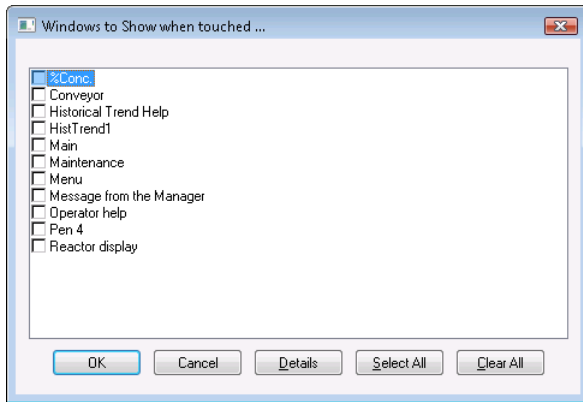 Windows to Show when touched ...
%Conc.
Conveyor
Historical Trend Help
HistTrend1
Main
Maintenance
Menu
Message from the Manager
Operator help
Pen 4
Reactor display
OK Cancel Details Select All Clear All